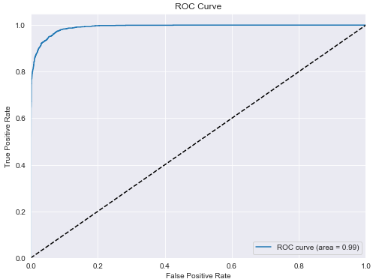 ROC Curve
1.0
0.8
0.6
0.4
0.2
0.0
True Positive Rate
ROC curve (area = 0.99)
0.0 0.2 0.4 0.6 0.8 1.0
False Positive Rate